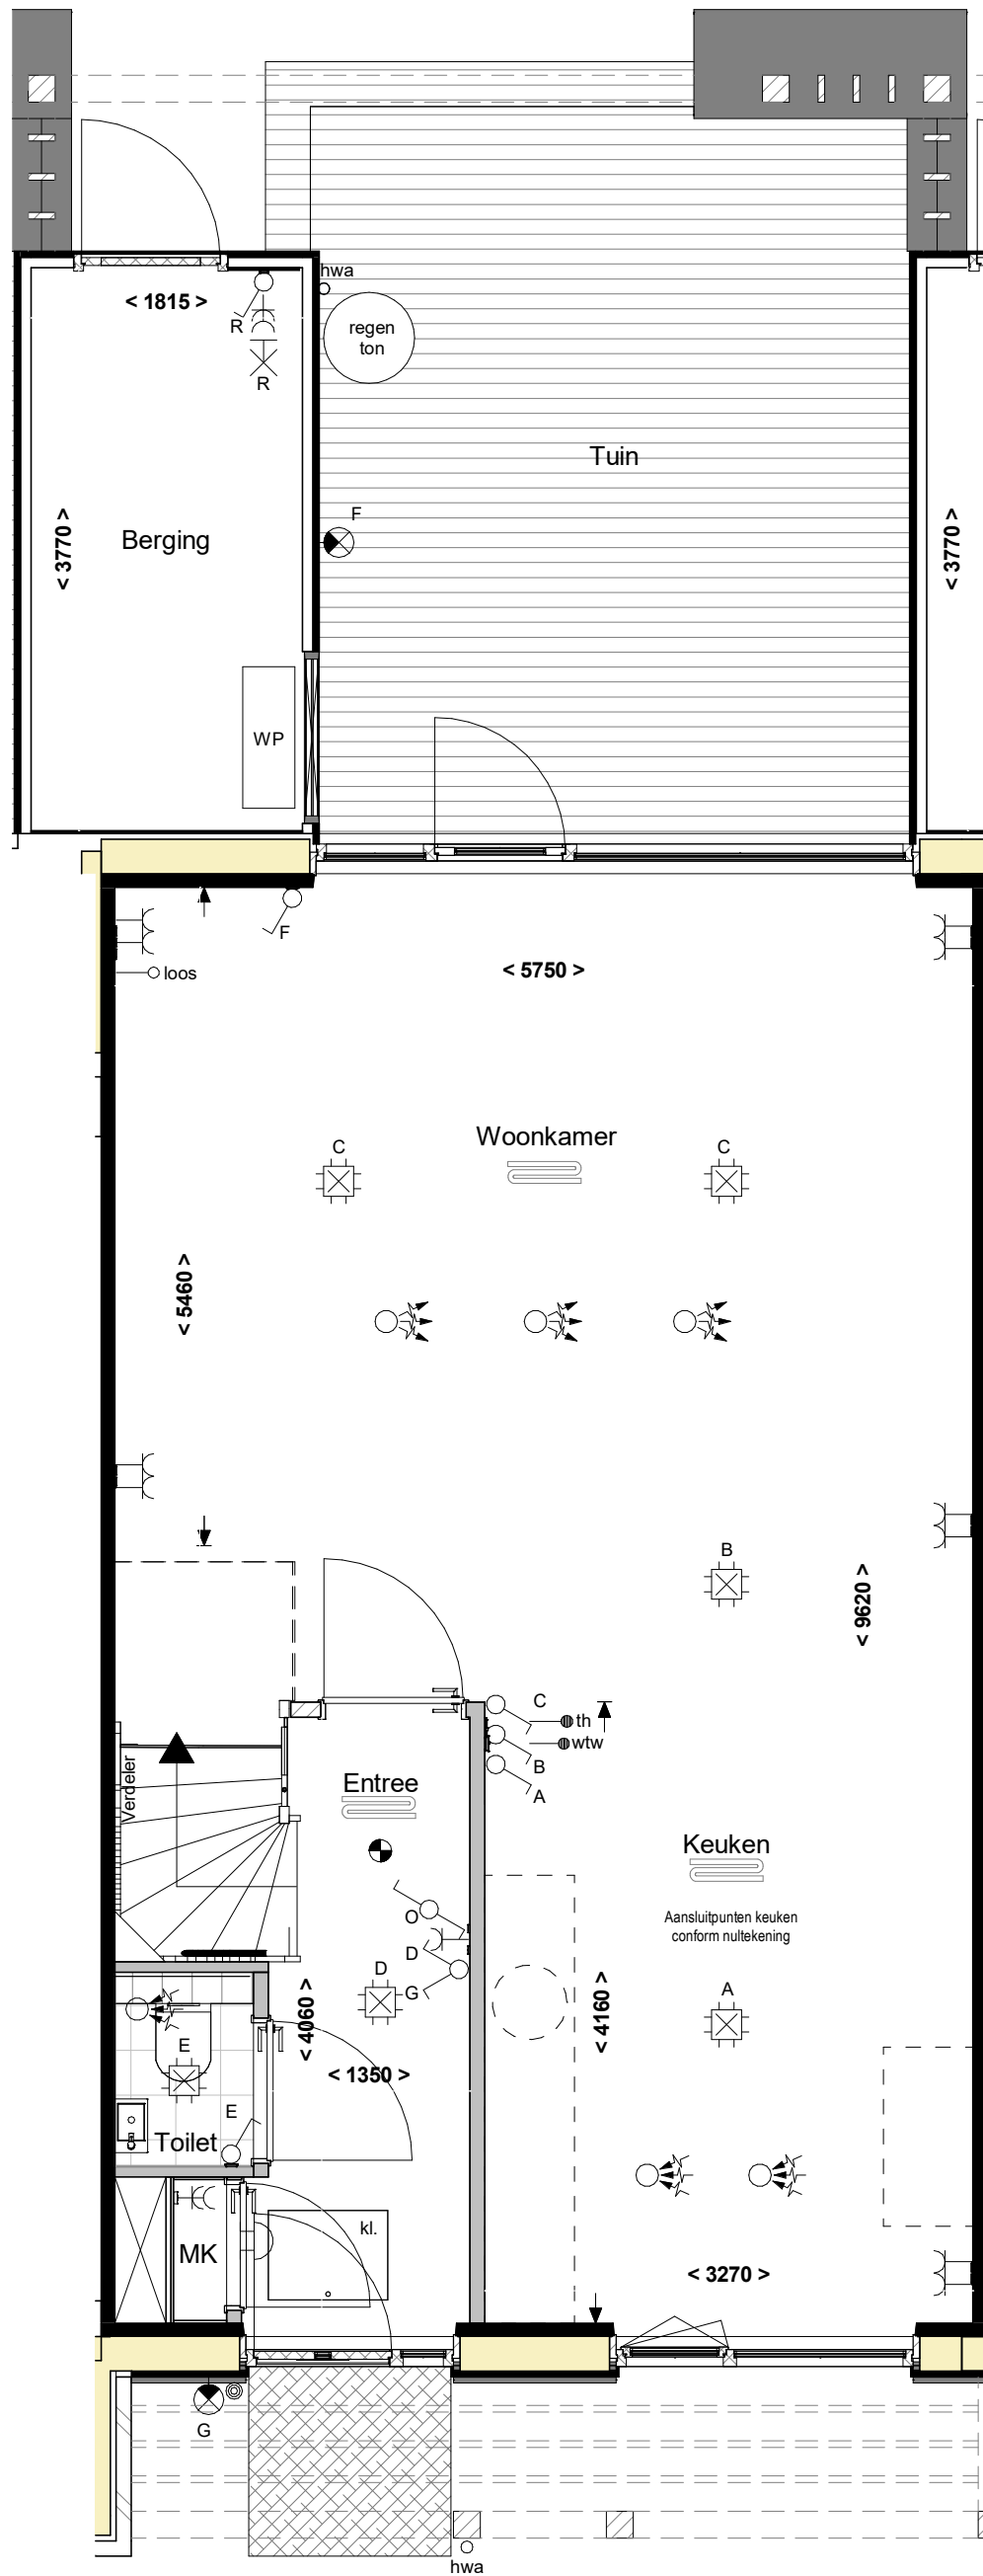 hwa
< 1815 >
regen
ton
R
R
Tuin
F
Berging
< 3770 >
< 3770 >
WP
F
loos
< 5750 >
Woonkamer
C
C
< 5460 >
B
< 9620 >
C
th
wtw
B
A
Verdeler
Entree
Keuken
Aansluitpunten keuken
conform nultekening
O
D
G
D
A
< 4060 >
< 4160 >
E
< 1350 >
E
Toilet
kl.
MK
< 3270 >
G
hwa